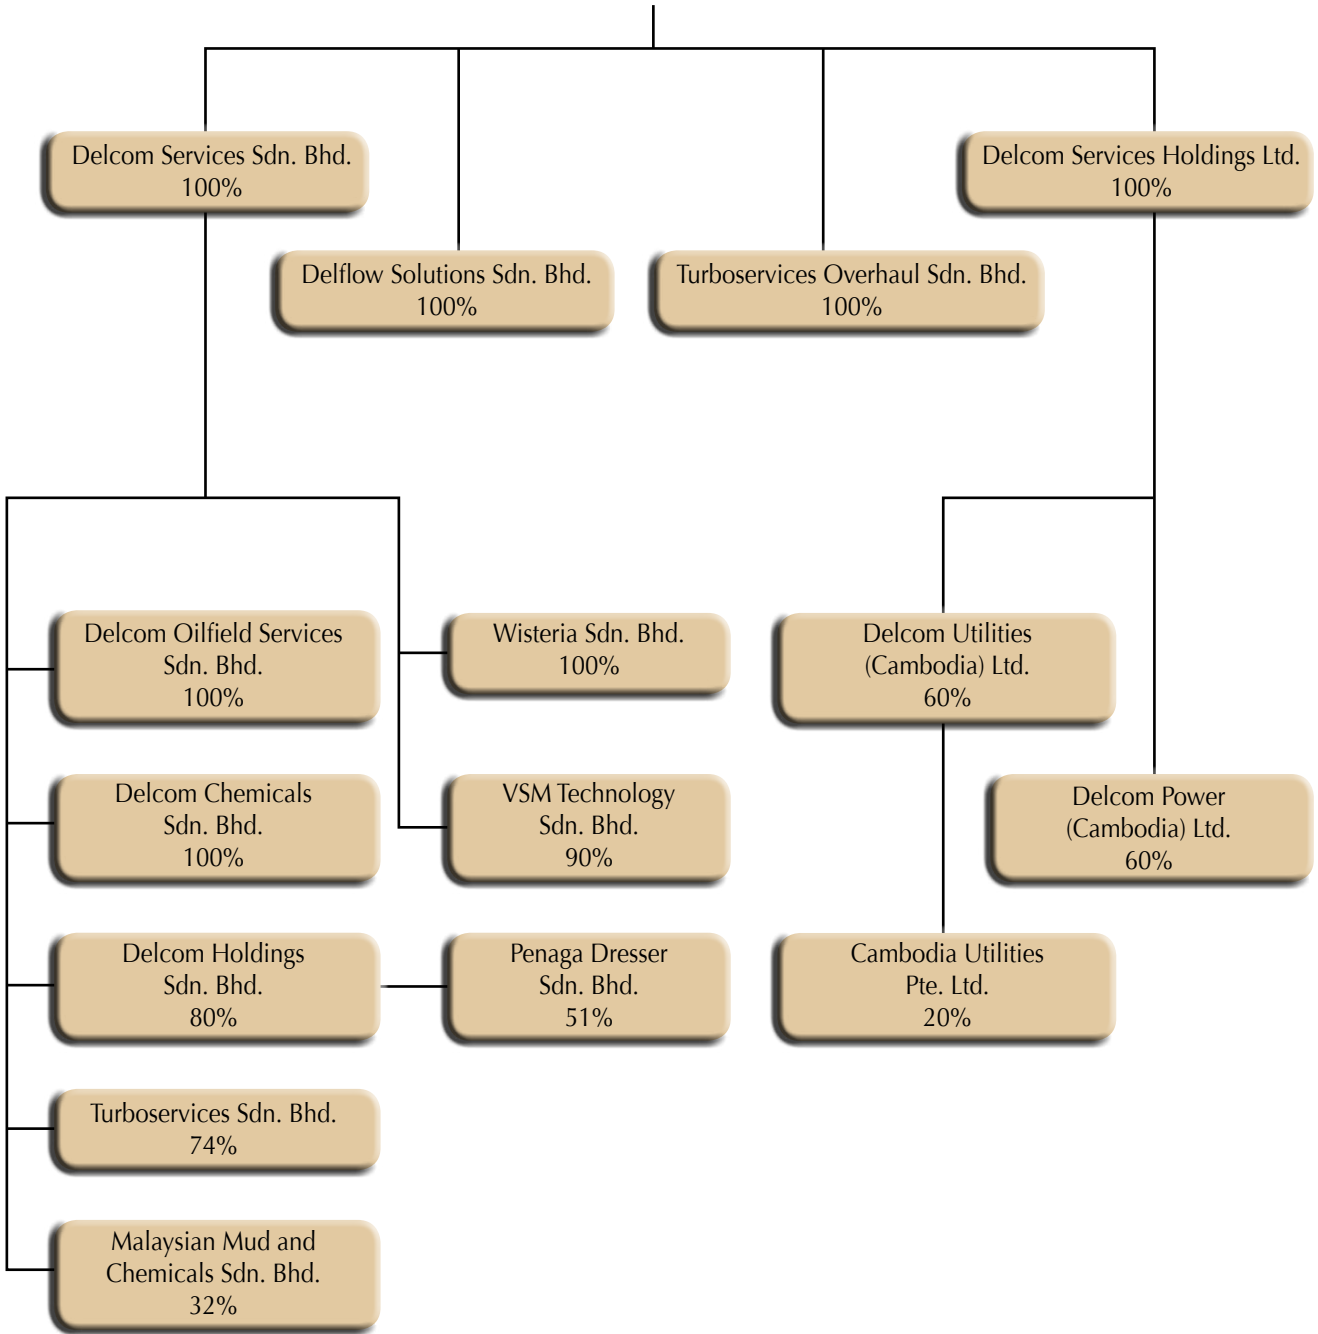 Delcom Services Sdn. Bhd.
100%
Delcom Services Holdings Ltd.
100%
Delflow Solutions Sdn. Bhd.
100%
Turboservices Overhaul Sdn. Bhd.
100%
Delcom Oilfield Services
Sdn. Bhd.
100%
Wisteria Sdn. Bhd.
100%
Delcom Utilities
(Cambodia) Ltd.
60%
Delcom Chemicals
Sdn. Bhd.
100%
VSM Technology
Sdn. Bhd.
90%
Delcom Power
(Cambodia) Ltd.
60%
Delcom Holdings
Sdn. Bhd.
80%
Penaga Dresser
Sdn. Bhd.
51%
Cambodia Utilities
Pte. Ltd.
20%
Turboservices Sdn. Bhd.
74%
Malaysian Mud and
Chemicals Sdn. Bhd.
32%